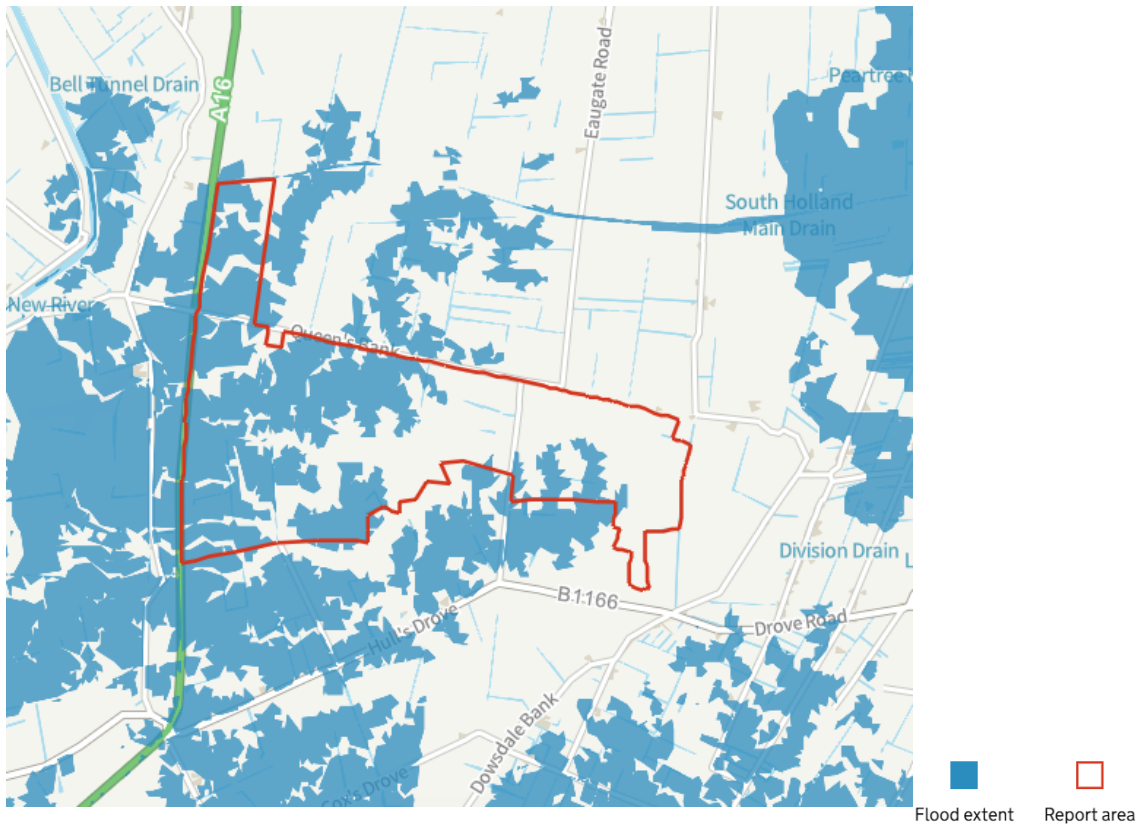 Bell Tunnel Drain
A16
Eaugate Road
Peartree
South Holland
Main Drain
New River
Queen's Bank
Division Drain
L
B1166
Drove Road
Hull's Drove
Dowsdale Bank
Cox's Drove
Flood extent
Report area